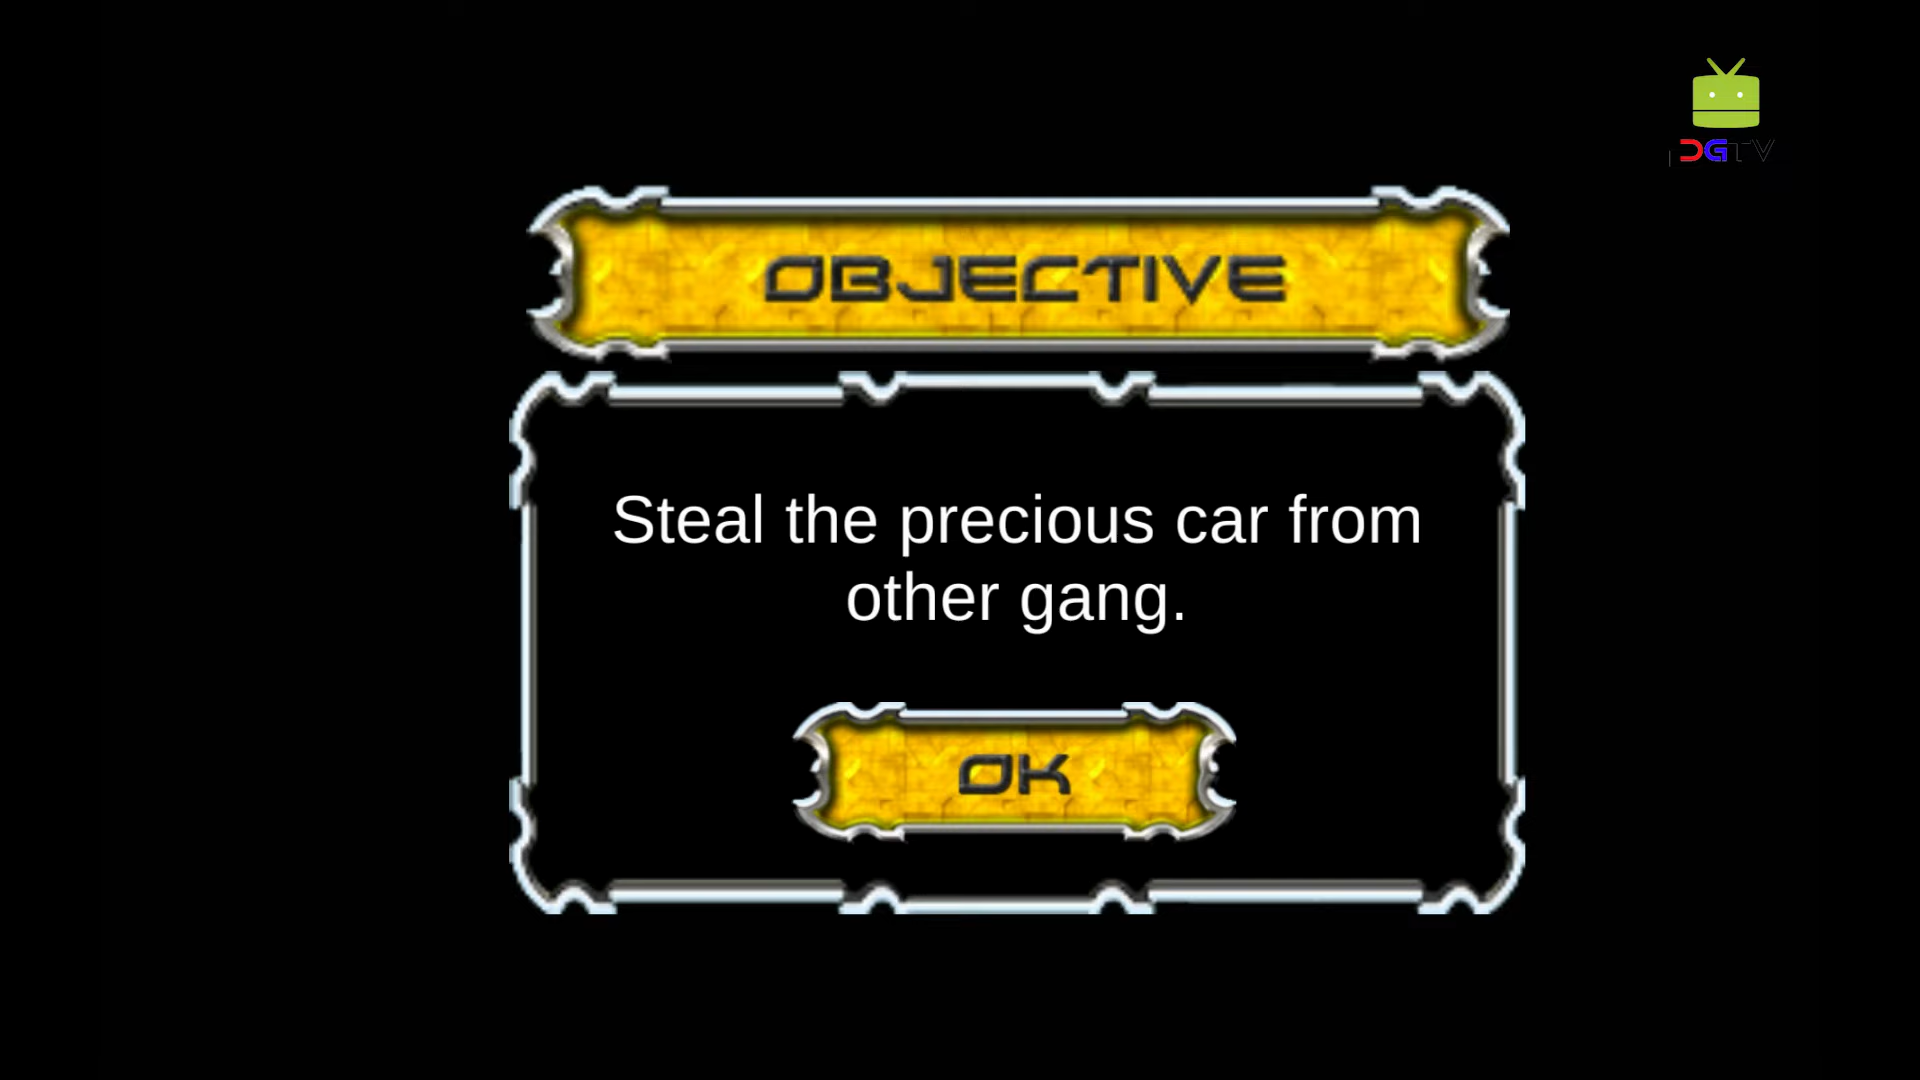 DGTV
OBJECTIVE
Steal the precious car from
other gang.
OK